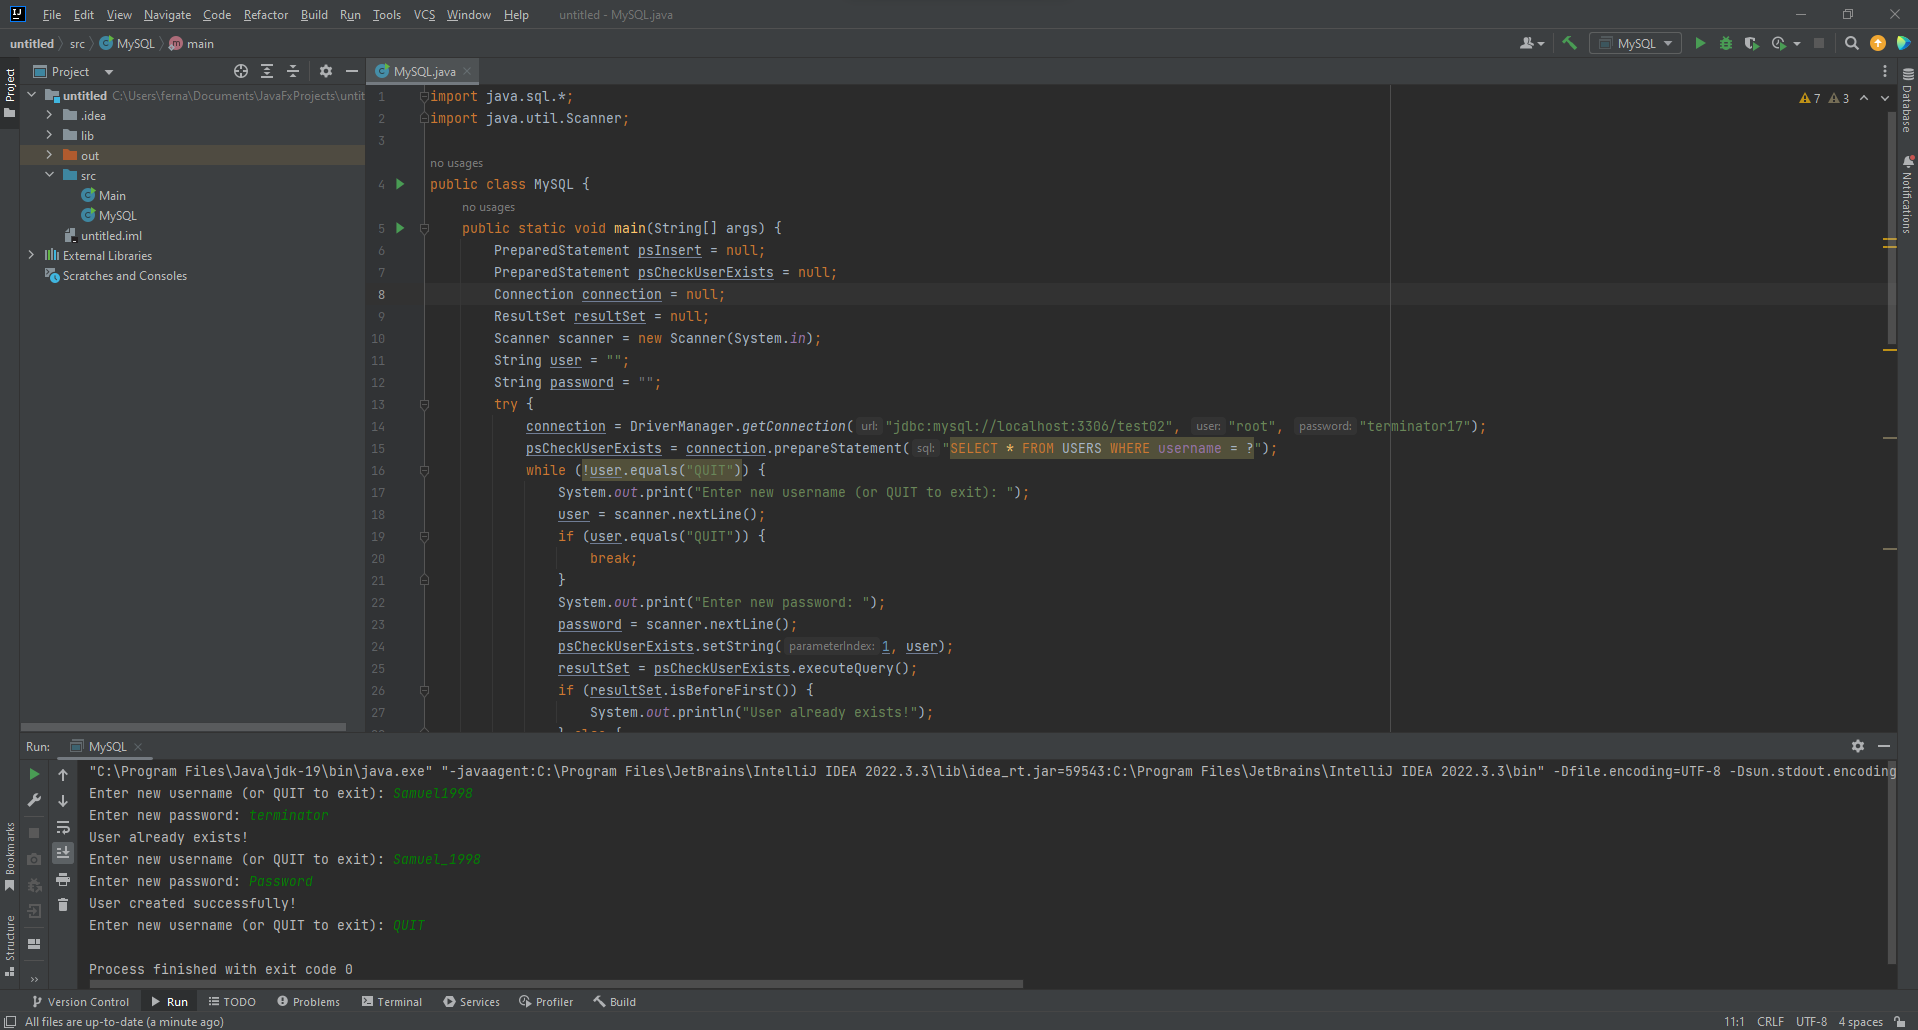 File Edit View Navigate Code Refactor Build Run Tools VCS Window Help untitled - MySQL.java
untitled src MySQL main
MySQL
Project
MySQL.java
untitled C:\Users\ferna\Documents\JavaFxProjects\untit
.idea
lib
out
src
Main
MySQL
untitled.iml
External Libraries
Scratches and Consoles
Project
Bookmarks
Structure
7 3
Database
Notifications
1 import java.sql.*;
2 import java.util.Scanner;
3
no usages
4 public class MySQL {
no usages
5 public static void main(String[] args) {
6 PreparedStatement psInsert = null;
7 PreparedStatement psCheckUserExists = null;
8 Connection connection = null;
9 ResultSet resultSet = null;
10 Scanner scanner = new Scanner(System.in);
11 String user = "";
12 String password = "";
13 try {
14 connection = DriverManager.getConnection( url: "jdbc:mysql://localhost:3306/test02", user: "root", password: "terminator17");
15 psCheckUserExists = connection.prepareStatement( sql: "SELECT * FROM USERS WHERE username = ?");
16 while (!user.equals("QUIT")) {
17 System.out.print("Enter new username (or QUIT to exit): ");
18 user = scanner.nextLine();
19 if (user.equals("QUIT")) {
20 break;
21 }
22 System.out.print("Enter new password: ");
23 password = scanner.nextLine();
24 psCheckUserExists.setString( parameterIndex: 1, user);
25 resultSet = psCheckUserExists.executeQuery();
26 if (resultSet.isBeforeFirst()) {
27 System.out.println("User already exists!");
} else {
Run: MySQL
"C:\Program Files\Java\jdk-19\bin\java.exe" "-javaagent:C:\Program Files\JetBrains\IntelliJ IDEA 2022.3.3\lib\idea_rt.jar=59543:C:\Program Files\JetBrains\IntelliJ IDEA 2022.3.3\bin" -Dfile.encoding=UTF-8 -Dsun.stdout.encoding
Enter new username (or QUIT to exit): Samuel1998
Enter new password: terminator
User already exists!
Enter new username (or QUIT to exit): Samuel_1998
Enter new password: Password
User created successfully!
Enter new username (or QUIT to exit): QUIT
Process finished with exit code 0
Version Control Run TODO Problems Terminal Services Profiler Build
All files are up-to-date (a minute ago) 11:1 CRLF UTF-8 4 spaces